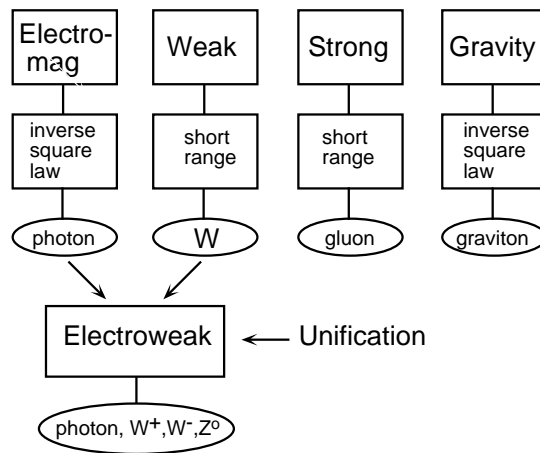 Electro-
mag
Weak
Strong
Gravity
inverse
square
law
short
range
short
range
inverse
square
law
photon
W
gluon
graviton
Electroweak
Unification
photon, W+,W-,Zo